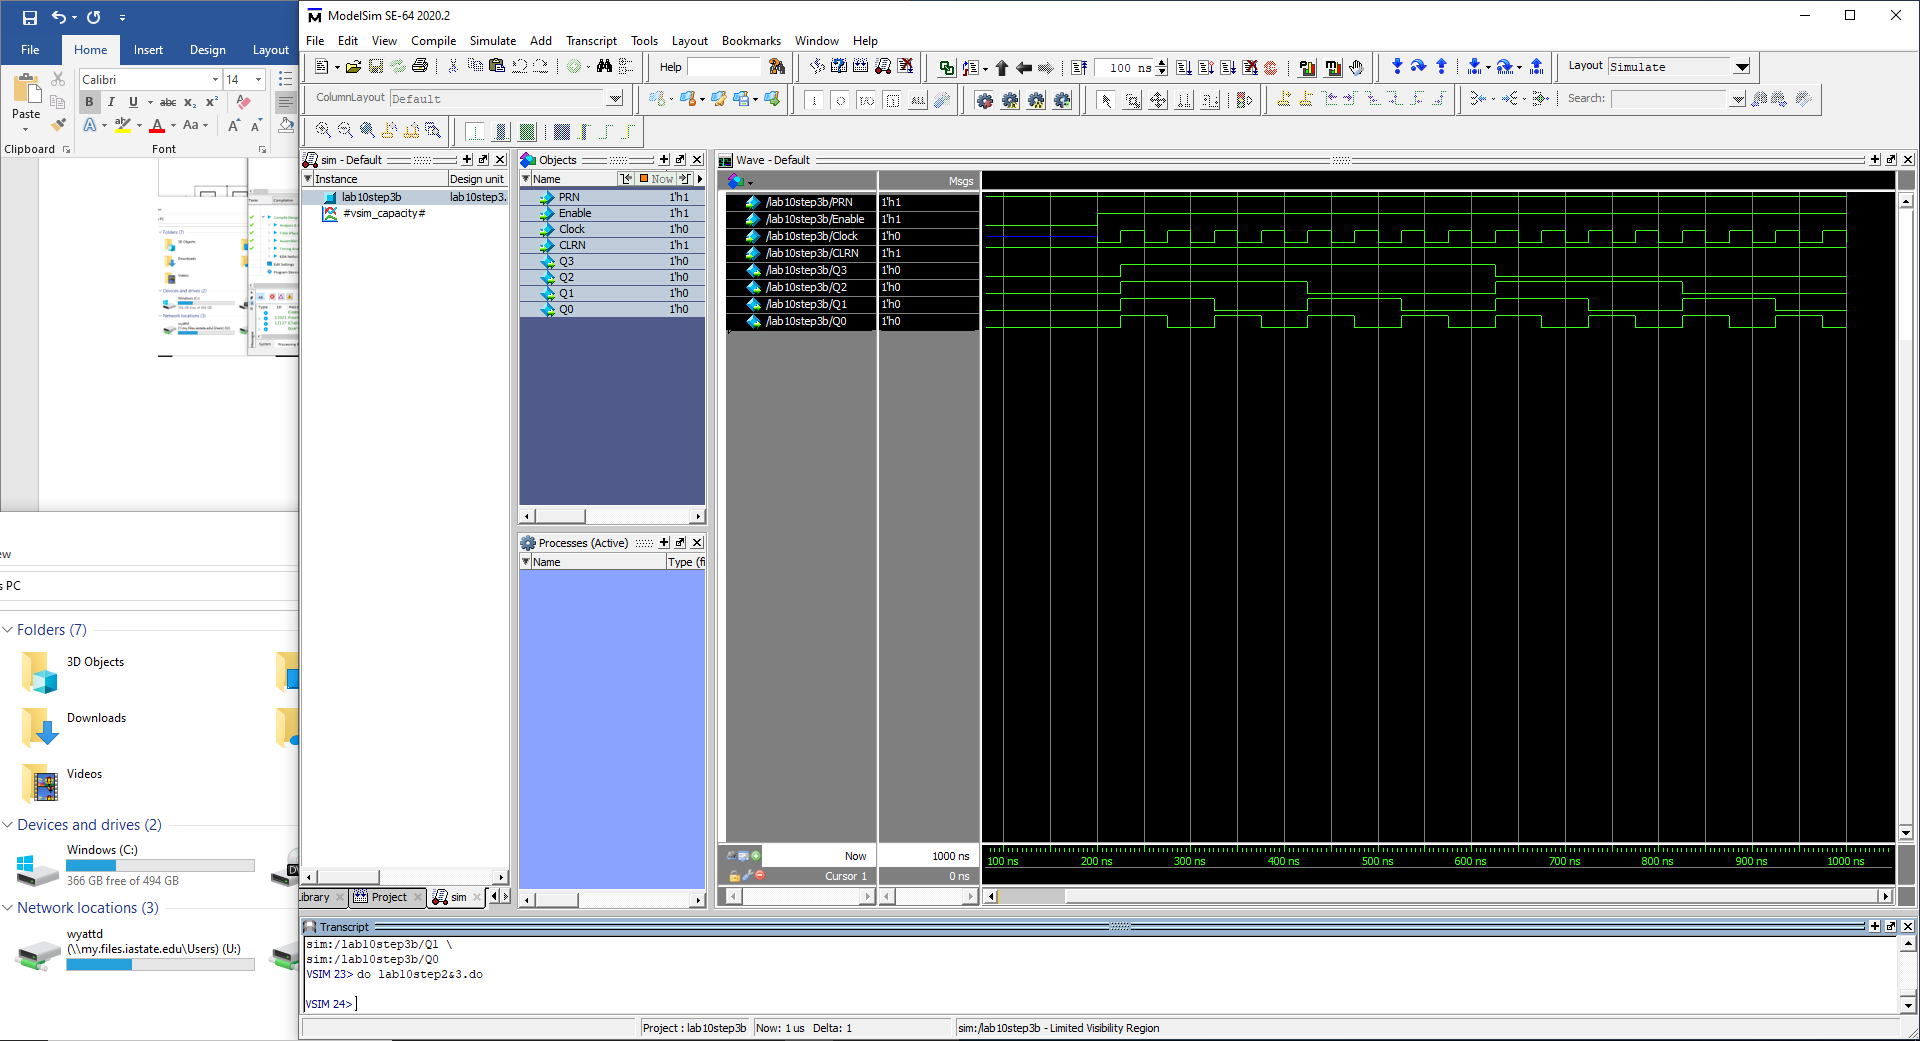 File
Home
Insert
Design
Layout
Calibri
14
Paste
B
I
U
abc
Aa
Clipboard
Font
ew
s PC
Folders (7)
3D Objects
Downloads
Videos
Devices and drives (2)
Windows (C:)
366 GB free of 494 GB
Network locations (3)
wyattd
(\\my.files.iastate.edu\Users) (U:)
ModelSim SE-64 2020.2
File Edit View Compile Simulate Add Transcript Tools Layout Bookmarks Window Help
Help
100 ns
Layout Simulate
ColumnLayout Default
Search:
sim - Default
Instance Design unit
lab10step3b lab10step3.
#vsim_capacity#
ibrary Project sim
Objects
Name Now
PRN 1'h1
Enable 1'h1
Clock 1'h0
CLRN 1'h1
Q3 1'h0
Q2 1'h0
Q1 1'h0
Q0 1'h0
Processes (Active)
Name Type (fi
Wave - Default
Msgs
/lab10step3b/PRN 1'h1
/lab10step3b/Enable 1'h1
/lab10step3b/Clock 1'h0
/lab10step3b/CLRN 1'h1
/lab10step3b/Q3 1'h0
/lab10step3b/Q2 1'h0
/lab10step3b/Q1 1'h0
/lab10step3b/Q0 1'h0
Now 1000 ns
Cursor 1 0 ns
100 ns 200 ns 300 ns 400 ns 500 ns 600 ns 700 ns 800 ns 900 ns 1000 ns
Transcript
sim:/lab10step3b/Q1 \
sim:/lab10step3b/Q0
VSIM 23> do lab10step2&3.do
VSIM 24>
Project : lab10step3b Now: 1 us Delta: 1 sim:/lab10step3b - Limited Visibility Region